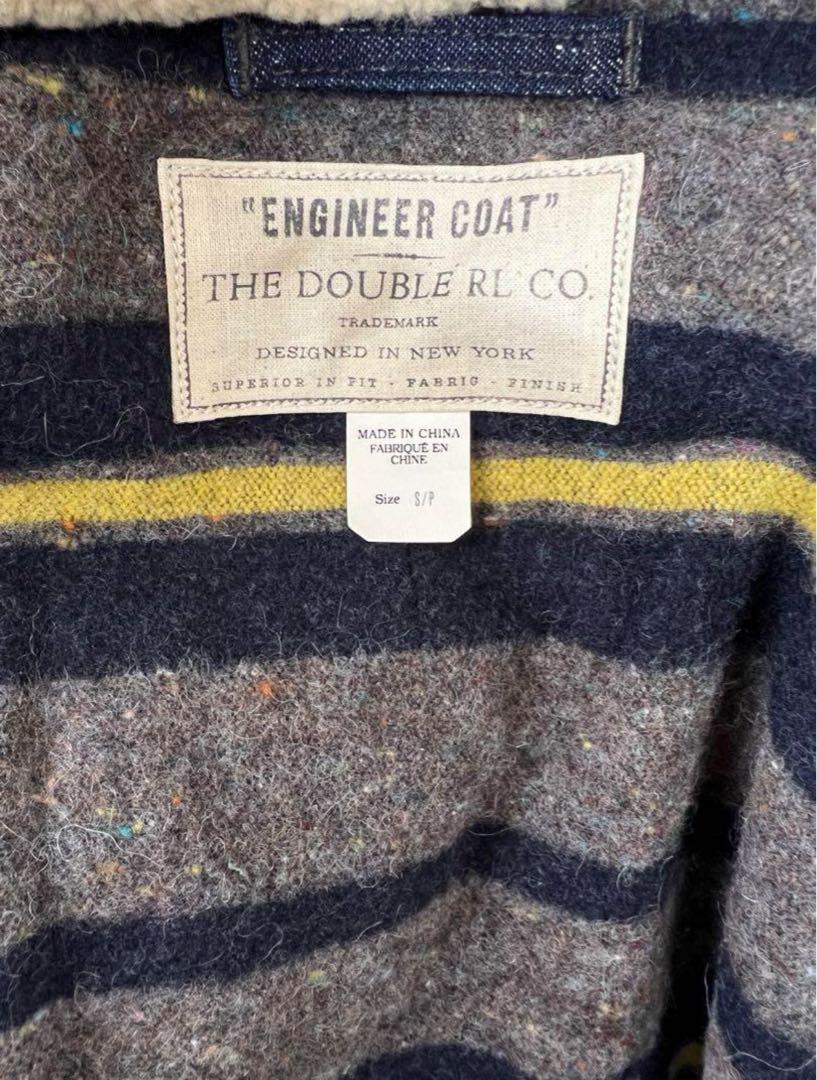 "ENGINEER COAT"
THE DOUBLE RL CO.
TRADEMARK
DESIGNED IN NEW YORK
SUPERIOR IN FIT - FABRIC - FINISH
MADE IN CHINA
FABRIQUÉ EN
CHINE
Size S/P